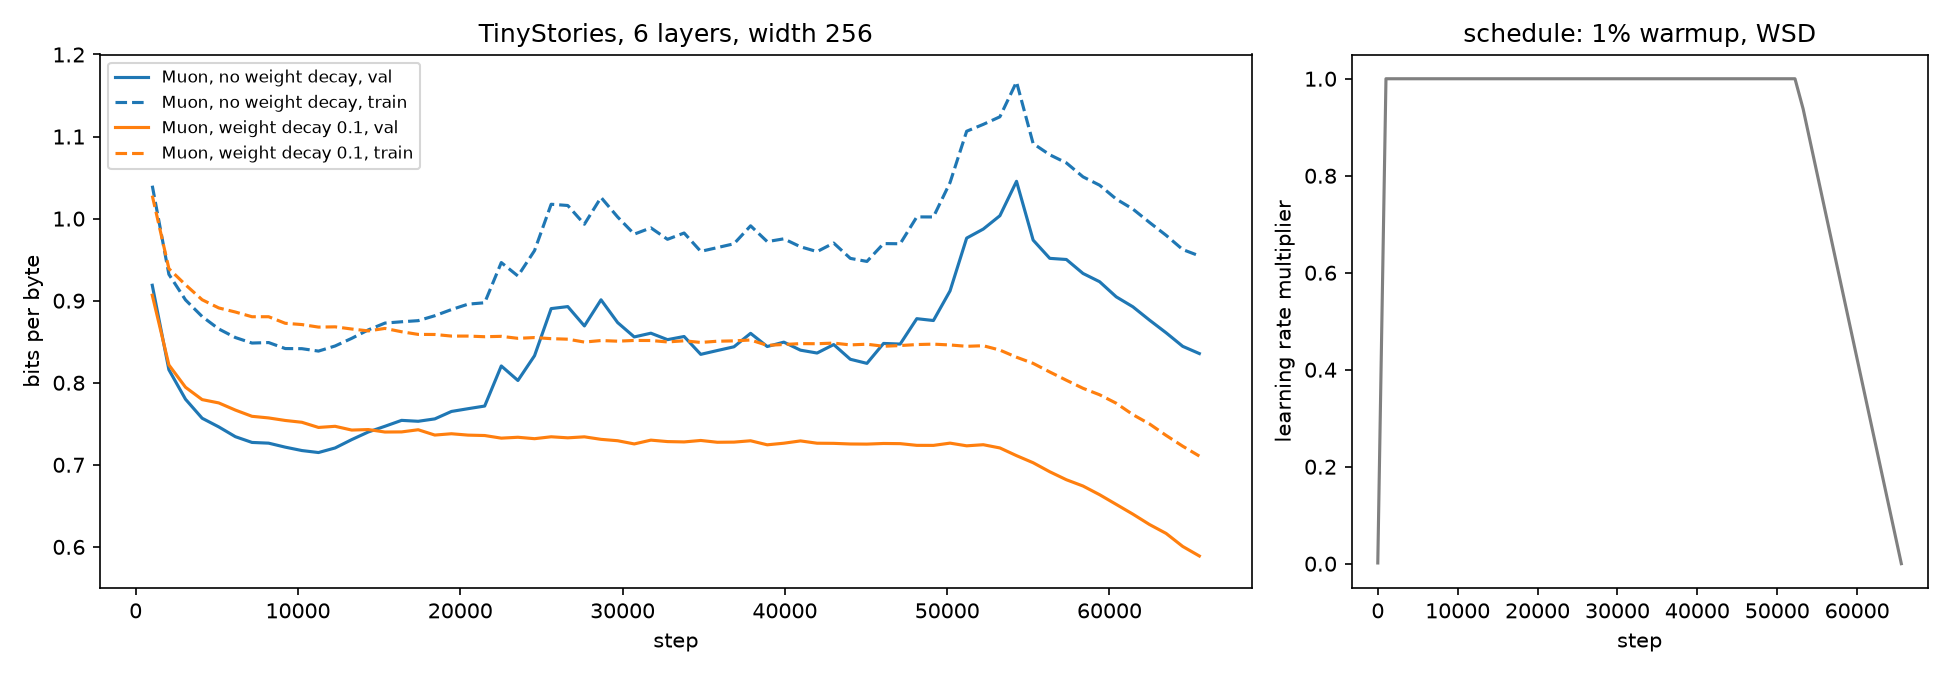 TinyStories, 6 layers, width 256
1.2
1.1
1.0
0.9
0.8
0.7
0.6
bits per byte
Muon, no weight decay, val
Muon, no weight decay, train
Muon, weight decay 0.1, val
Muon, weight decay 0.1, train
0 10000 20000 30000 40000 50000 60000
step
schedule: 1% warmup, WSD
1.0
0.8
0.6
0.4
0.2
0.0
learning rate multiplier
0 10000 20000 30000 40000 50000 60000
step